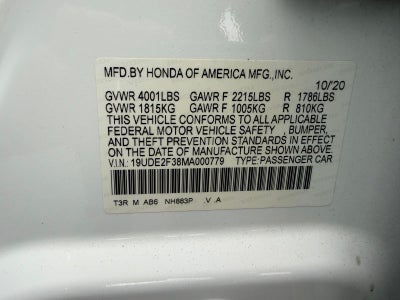 MFD. BY HONDA OF AMERICA MFG.,INC.
10/'20
GVWR 4001LBS GAWR F 2215LBS R 1786LBS
GVWR 1815KG GAWR F 1005KG R 810KG
THIS VEHICLE CONFORMS TO ALL APPLICABLE
FEDERAL MOTOR VEHICLE SAFETY , BUMPER,
AND THEFT PREVENTION STANDARDS IN EFFECT
ON THE DATE OF MANUFACTURE SHOWN ABOVE.
V.I.N.: 19UDE2F38MA000779 TYPE:PASSENGER CAR
T3R M AB6 NH883P .V .A